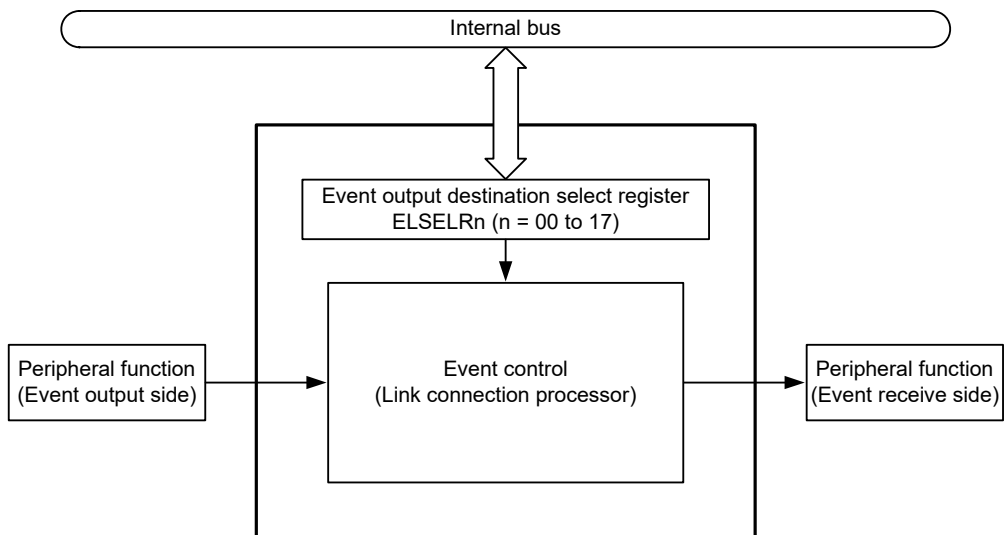 Internal bus
Event output destination select register
ELSELRn (n = 00 to 17)
Peripheral function
(Event output side)
Event control
(Link connection processor)
Peripheral function
(Event receive side)